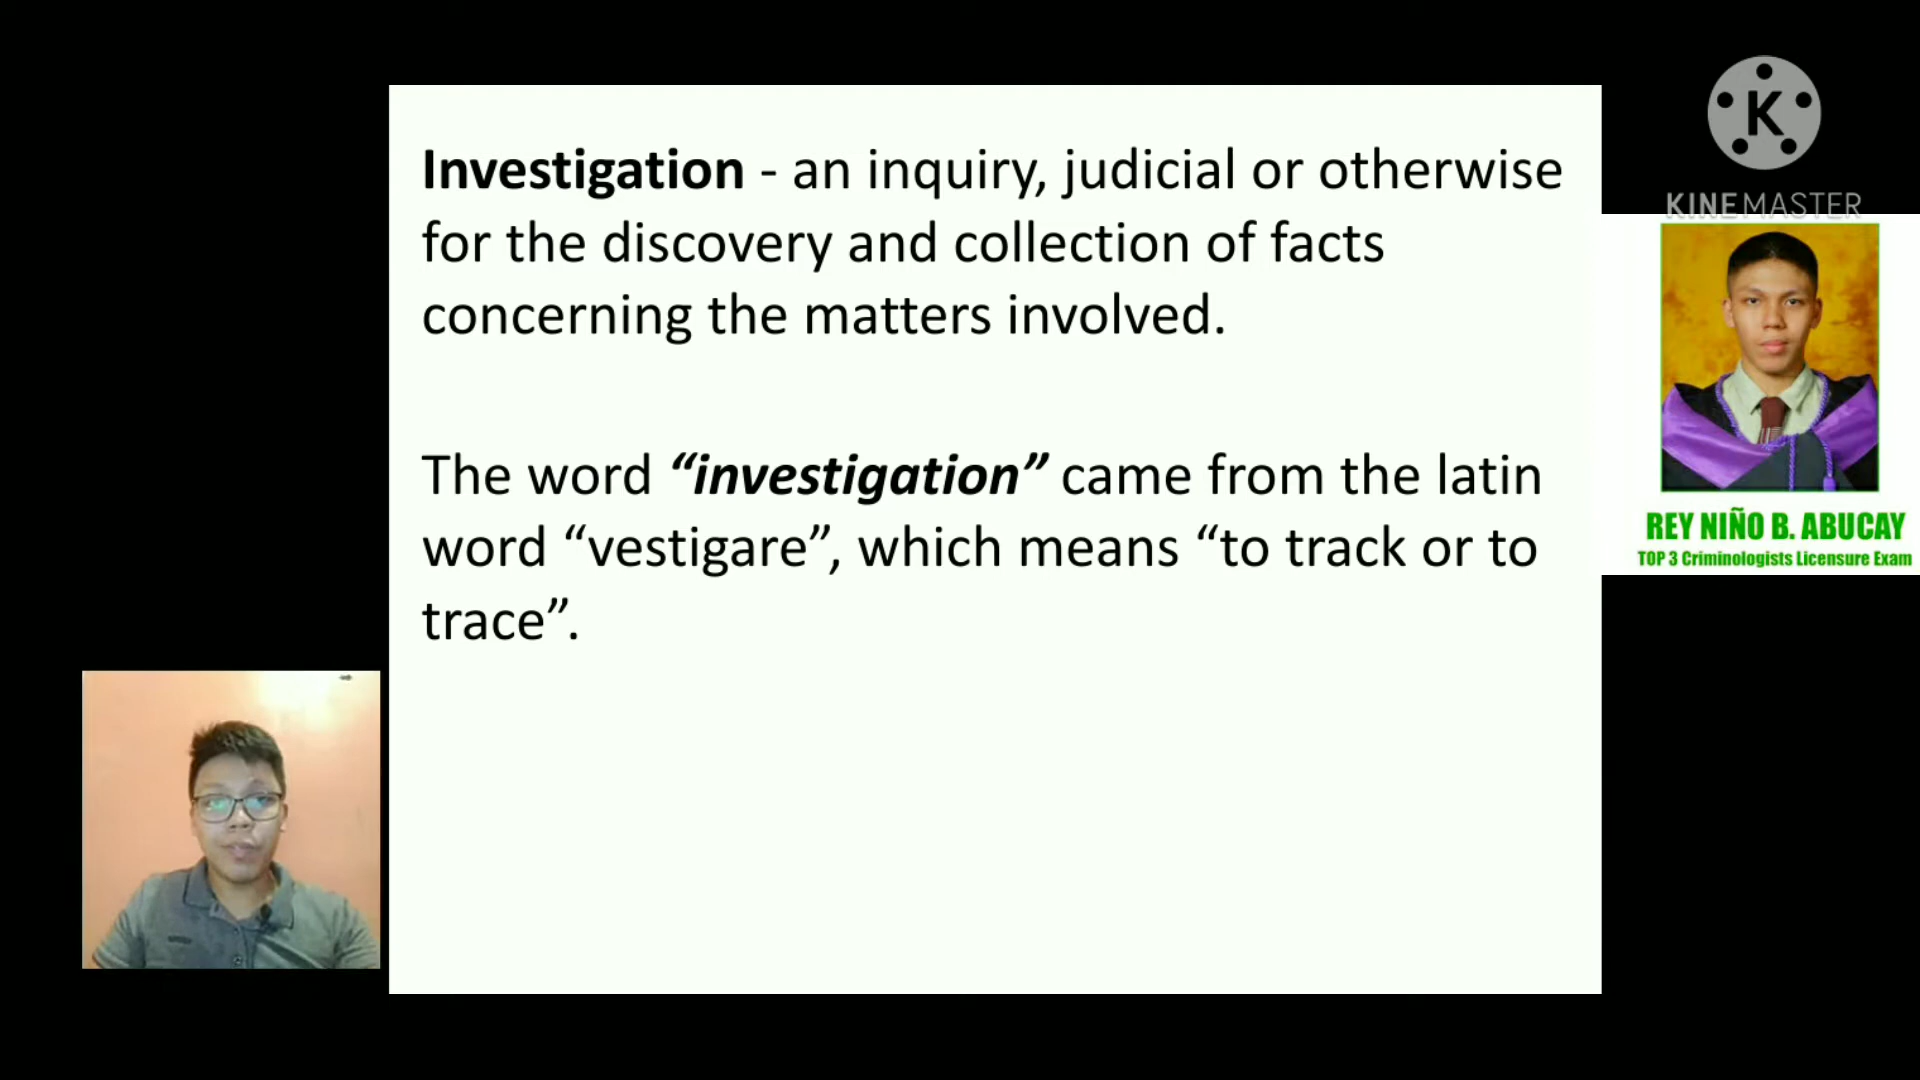 Investigation - an inquiry, judicial or otherwise
for the discovery and collection of facts
concerning the matters involved.
The word “investigation” came from the latin
word “vestigare”, which means “to track or to
trace”.
K
KINEMASTER
REY NIÑO B. ABUCAY
TOP 3 Criminologists Licensure Exam